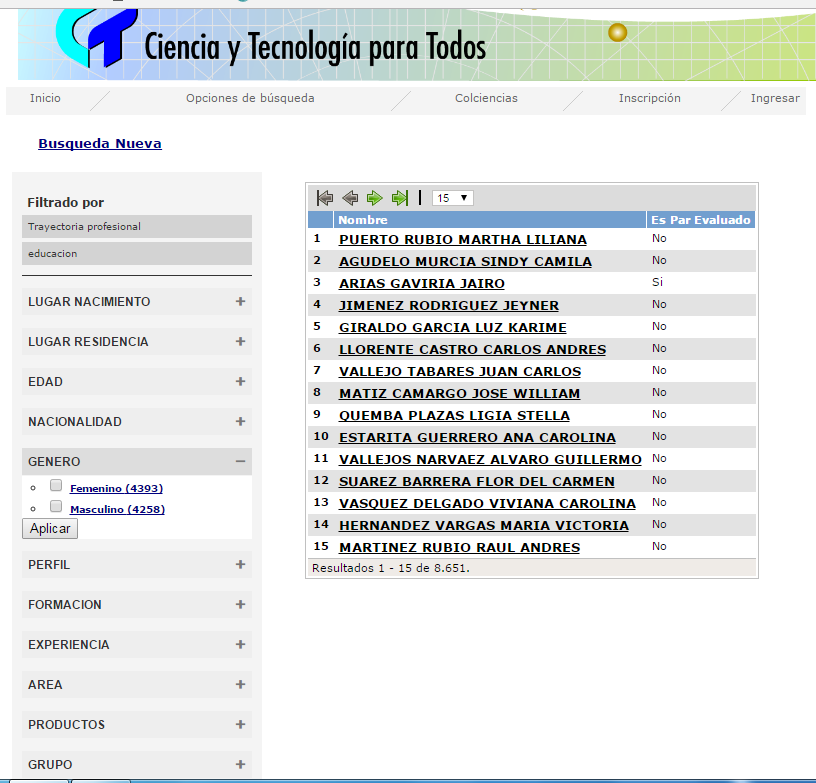 Ciencia y Tecnología para Todos
Inicio Opciones de búsqueda Colciencias Inscripción Ingresar
Busqueda Nueva
Filtrado por
Trayectoria profesional
educacion
LUGAR NACIMIENTO +
LUGAR RESIDENCIA +
EDAD +
NACIONALIDAD +
GENERO −
Femenino (4393)
Masculino (4258)
Aplicar
PERFIL +
FORMACION +
EXPERIENCIA +
AREA +
PRODUCTOS +
GRUPO +
15
Nombre Es Par Evaluado
1 PUERTO RUBIO MARTHA LILIANA No
2 AGUDELO MURCIA SINDY CAMILA No
3 ARIAS GAVIRIA JAIRO Si
4 JIMENEZ RODRIGUEZ JEYNER No
5 GIRALDO GARCIA LUZ KARIME No
6 LLORENTE CASTRO CARLOS ANDRES No
7 VALLEJO TABARES JUAN CARLOS No
8 MATIZ CAMARGO JOSE WILLIAM No
9 QUEMBA PLAZAS LIGIA STELLA No
10 ESTARITA GUERRERO ANA CAROLINA No
11 VALLEJOS NARVAEZ ALVARO GUILLERMO No
12 SUAREZ BARRERA FLOR DEL CARMEN No
13 VASQUEZ DELGADO VIVIANA CAROLINA No
14 HERNANDEZ VARGAS MARIA VICTORIA No
15 MARTINEZ RUBIO RAUL ANDRES No
Resultados 1 - 15 de 8.651.